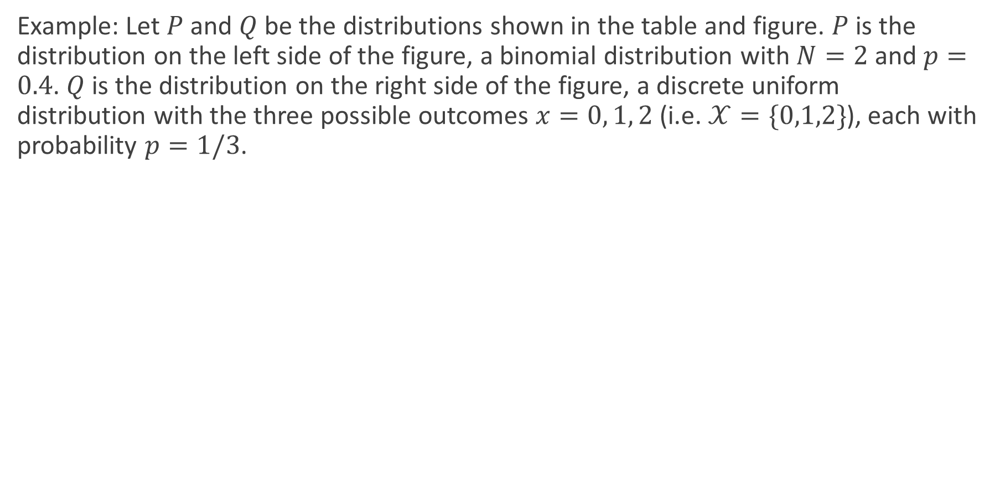 Example: Let 𝑃 and 𝑄 be the distributions shown in the table and figure. 𝑃 is the
distribution on the left side of the figure, a binomial distribution with 𝑁 = 2 and 𝑝 =
0.4. 𝑄 is the distribution on the right side of the figure, a discrete uniform
distribution with the three possible outcomes 𝑥 = 0, 1, 2 (i.e. 𝒳 = {0,1,2}), each with
probability 𝑝 = 1/3.